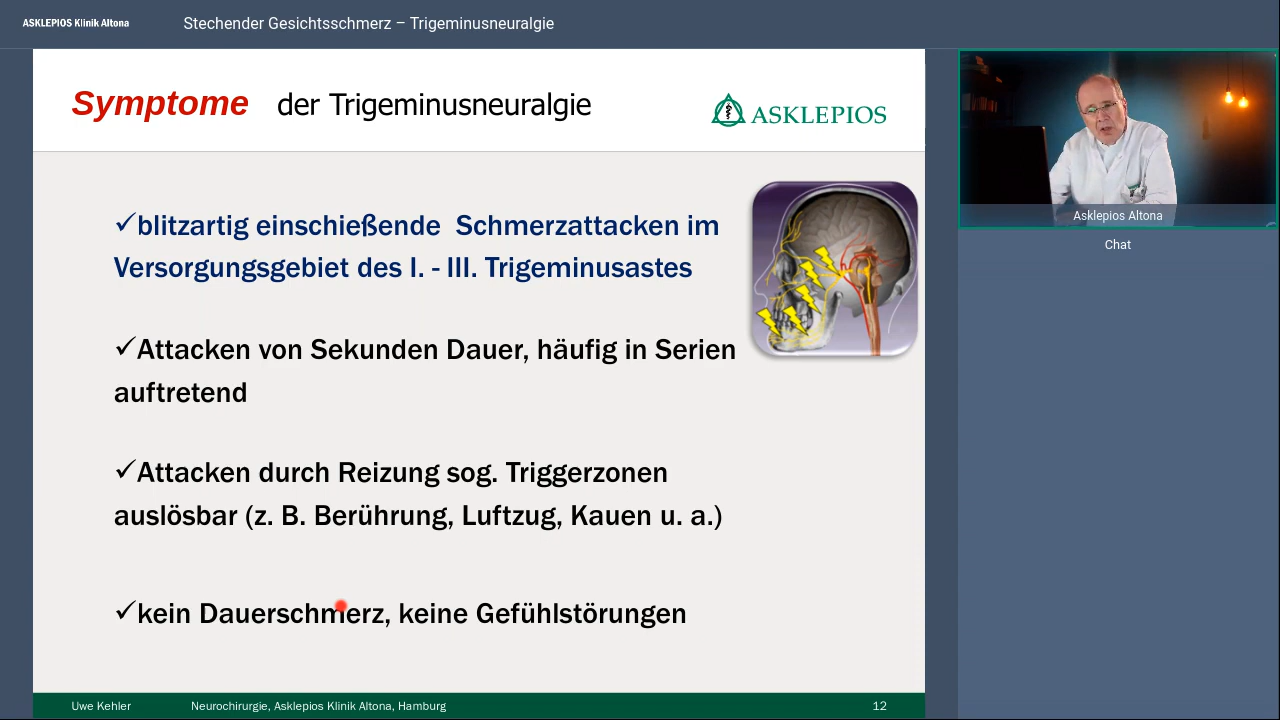 ASKLEPIOS Klinik Altona
Stechender Gesichtsschmerz – Trigeminusneuralgie
Symptome der Trigeminusneuralgie
ASKLEPIOS
✓blitzartig einschießende Schmerzattacken im
Versorgungsgebiet des I. - III. Trigeminusastes
✓Attacken von Sekunden Dauer, häufig in Serien
auftretend
✓Attacken durch Reizung sog. Triggerzonen
auslösbar (z. B. Berührung, Luftzug, Kauen u. a.)
✓kein Dauerschmerz, keine Gefühlstörungen
Uwe Kehler
Neurochirurgie, Asklepios Klinik Altona, Hamburg
12
Asklepios Altona
Chat